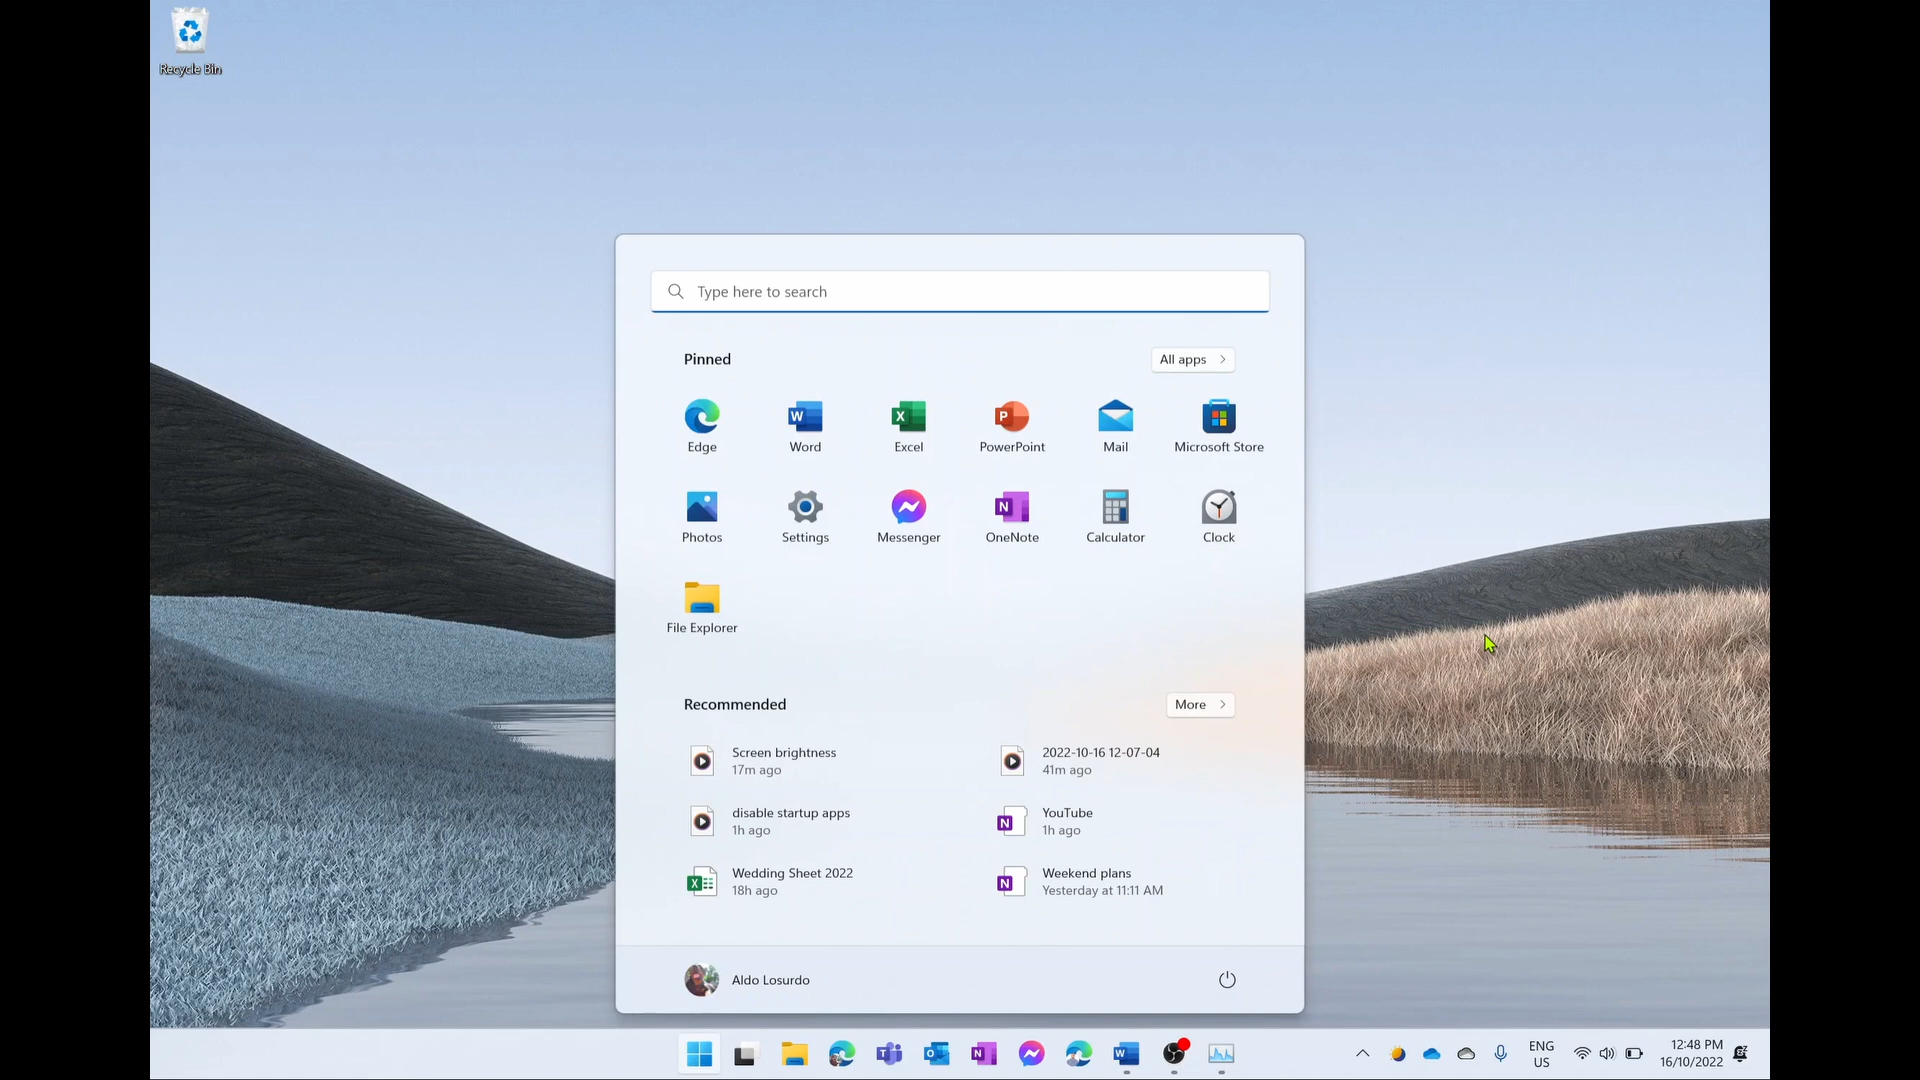 Recycle Bin
Type here to search
Pinned
All apps
Edge
Word
Excel
PowerPoint
Mail
Microsoft Store
Photos
Settings
Messenger
OneNote
Calculator
Clock
File Explorer
Recommended
More
Screen brightness
17m ago
2022-10-16 12-07-04
41m ago
disable startup apps
1h ago
YouTube
1h ago
Wedding Sheet 2022
18h ago
Weekend plans
Yesterday at 11:11 AM
Aldo Losurdo
ENG
US
12:48 PM
16/10/2022